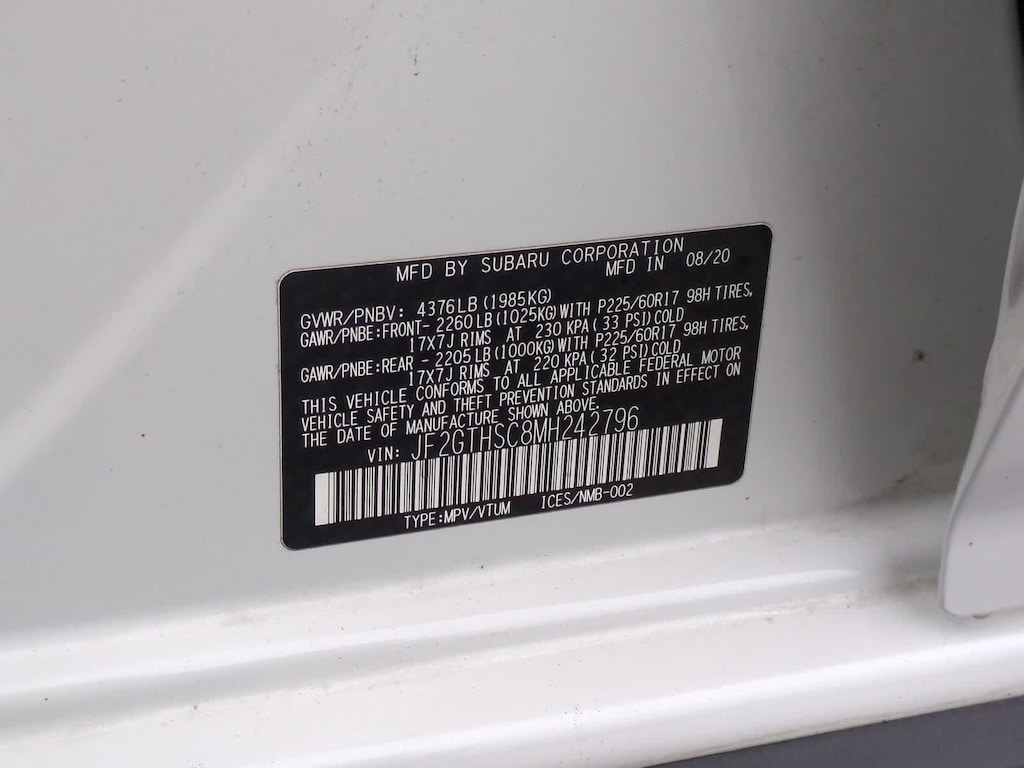 MFD BY SUBARU CORPORATION
MFD IN 08/20
GVWR/PNBV: 4376LB(1985KG)
GAWR/PNBE:FRONT- 2260LB(1025KG)WITH P225/60R17 98H TIRES,
17X7J RIMS AT 230 KPA(33 PSI)COLD
GAWR/PNBE:REAR - 2205LB(1000KG)WITH P225/60R17 98H TIRES,
17X7J RIMS AT 220 KPA(32 PSI)COLD
THIS VEHICLE CONFORMS TO ALL APPLICABLE FEDERAL MOTOR
VEHICLE SAFETY AND THEFT PREVENTION STANDARDS IN EFFECT ON
THE DATE OF MANUFACTURE SHOWN ABOVE.
VIN: JF2GTHSC8MH242796
TYPE:MPV/VTUM ICES/NMB-002